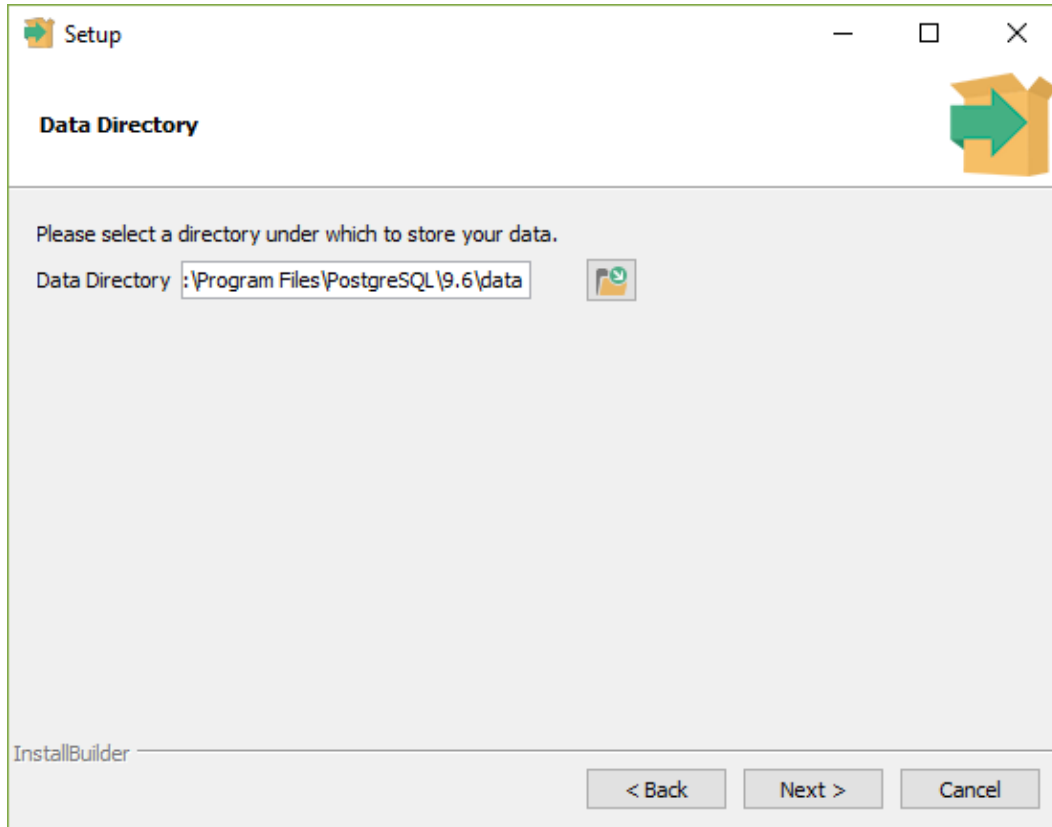 Setup
Data Directory
Please select a directory under which to store your data.
Data Directory :\Program Files\PostgreSQL\9.6\data
InstallBuilder
< Back Next > Cancel